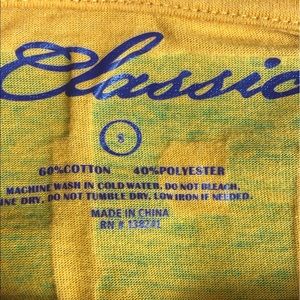 Classic
S
60%COTTON 40%POLYESTER
MACHINE WASH IN COLD WATER. DO NOT BLEACH.
INE DRY. DO NOT TUMBLE DRY. LOW IRON IF NEEDED.
MADE IN CHINA
RN #